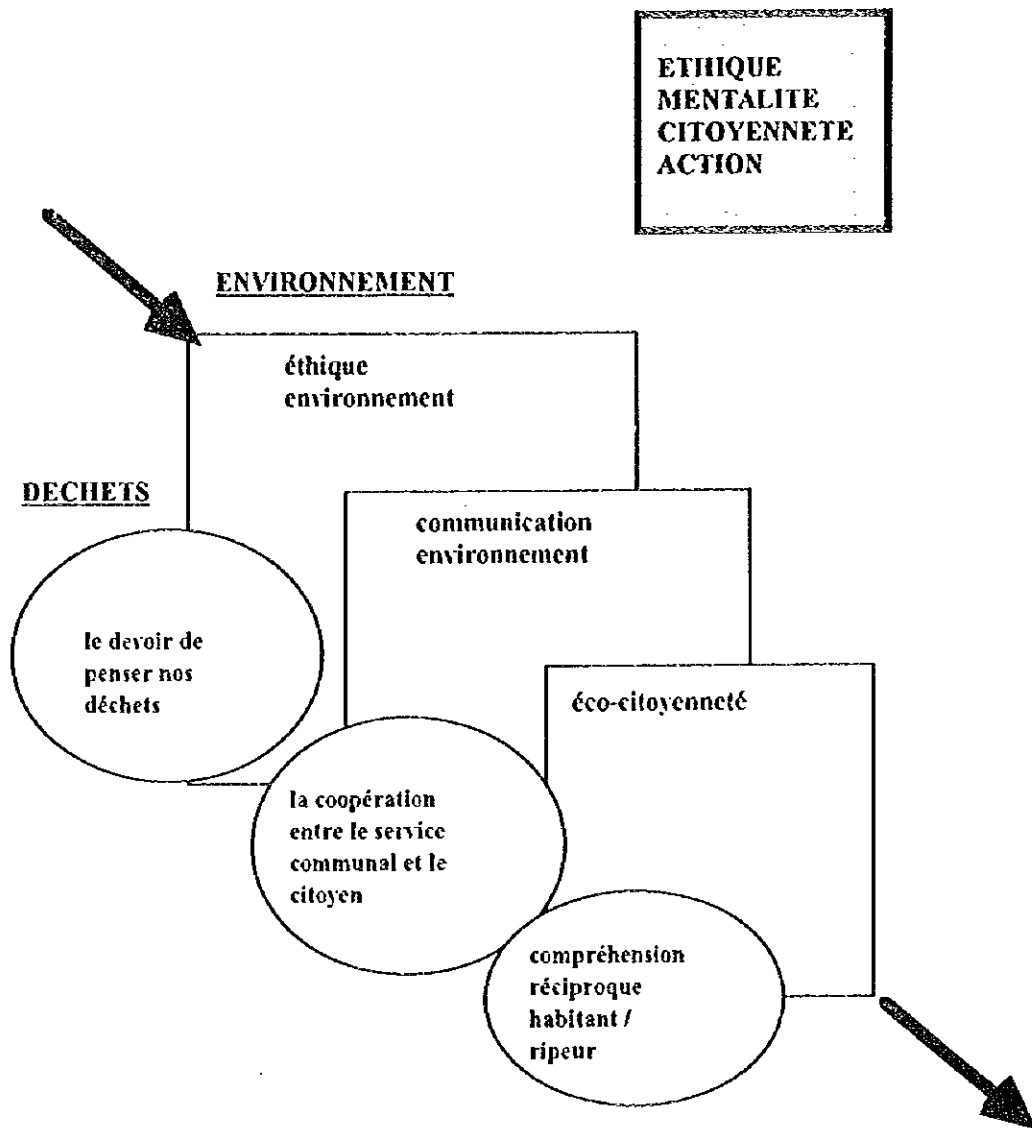 ETHIQUE
MENTALITE
CITOYENNETE
ACTION
ENVIRONNEMENT
éthique
environnement
DECHETS
communication
environnement
le devoir de
penser nos
déchets
éco-citoyenneté
la coopération
entre le service
communal et le
citoyen
compréhension
réciproque
habitant /
ripeur